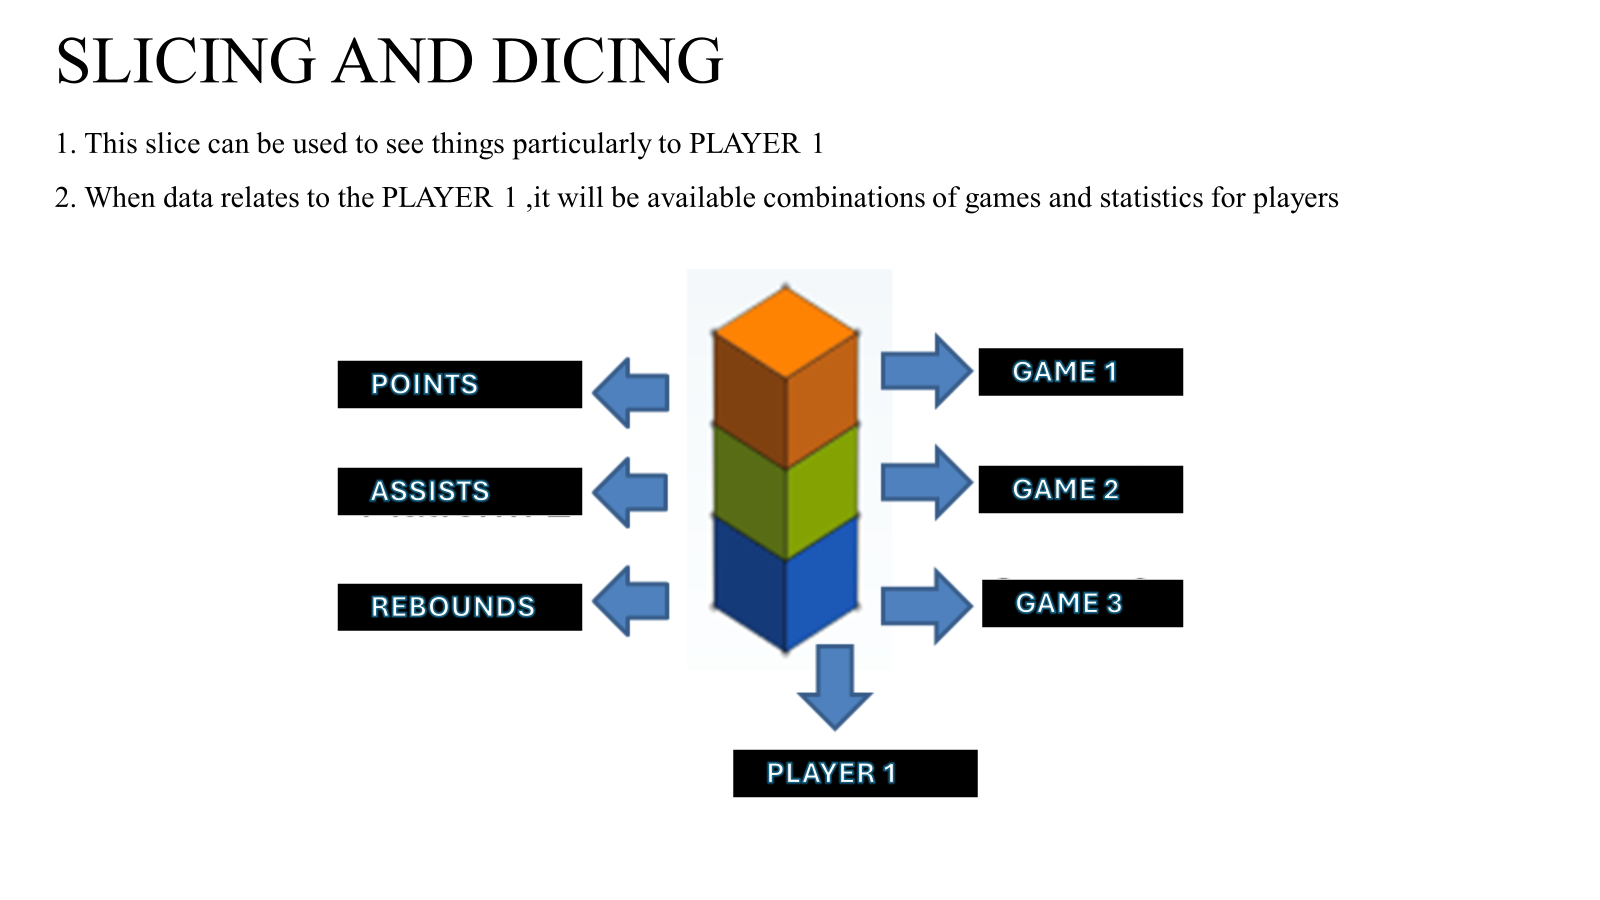 SLICING AND DICING
1. This slice can be used to see things particularly to PLAYER 1
2. When data relates to the PLAYER 1 ,it will be available combinations of games and statistics for players
POINTS
GAME 1
ASSISTS
GAME 2
REBOUNDS
GAME 3
PLAYER 1